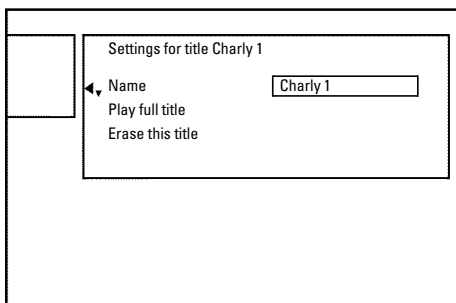 Settings for title Charly 1
Name Charly 1
Play full title
Erase this title